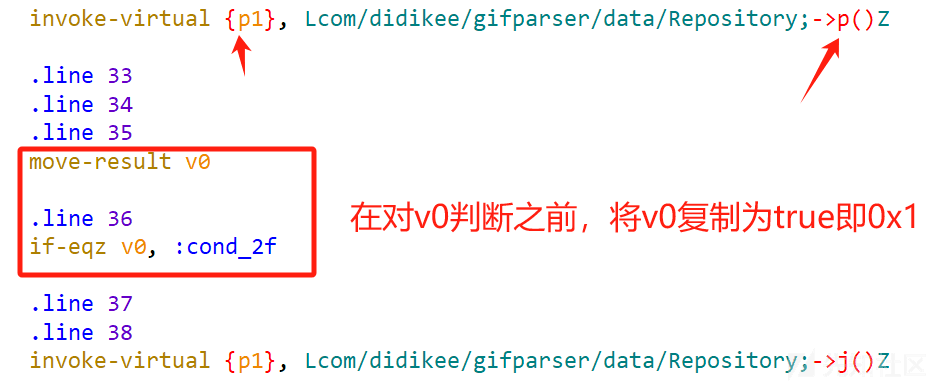 invoke-virtual {p1}, Lcom/didikee/gifparser/data/Repository;->p()Z
.line 33
.line 34
.line 35
move-result v0
.line 36
if-eqz v0, :cond_2f
在对v0判断之前，将v0复制为true即0x1
.line 37
.line 38
invoke-virtual {p1}, Lcom/didikee/gifparser/data/Repository;->j()Z